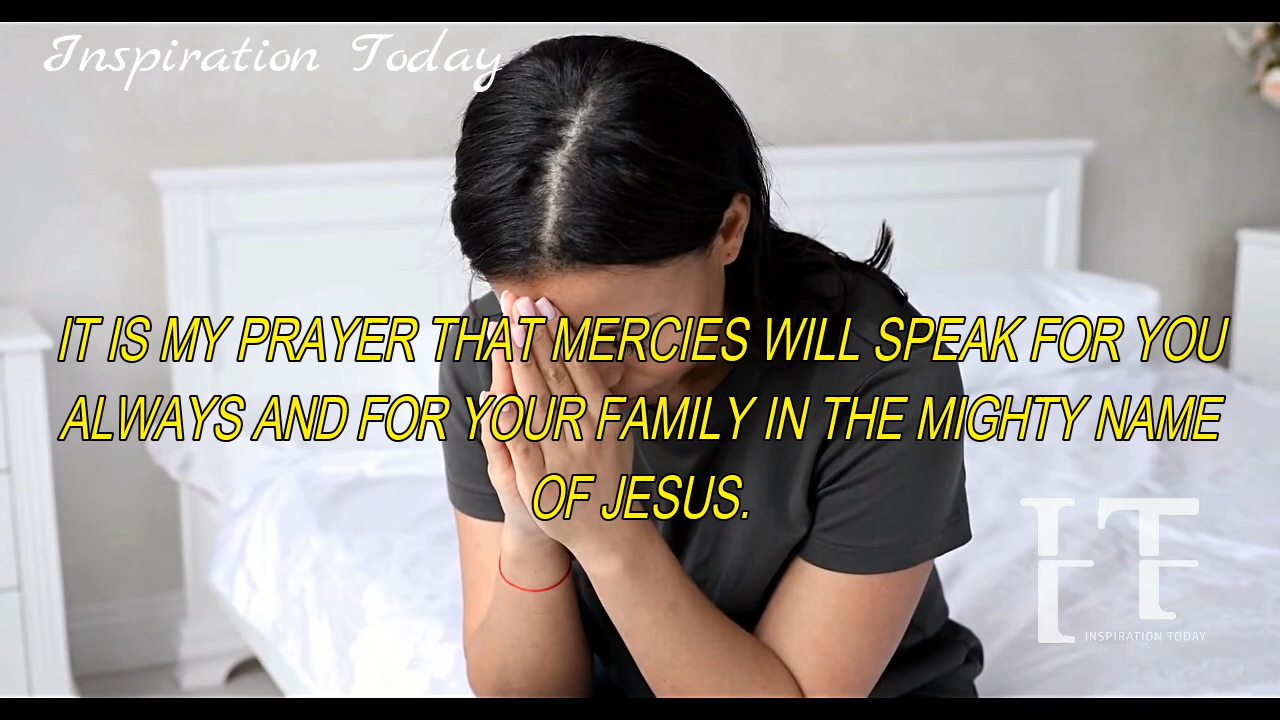 Inspiration Today
IT IS MY PRAYER THAT MERCIES WILL SPEAK FOR YOU
ALWAYS AND FOR YOUR FAMILY IN THE MIGHTY NAME
OF JESUS.
IT
INSPIRATION TODAY